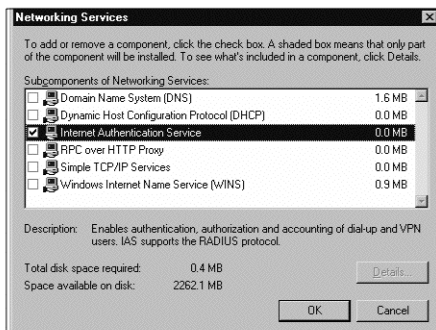 Networking Services
To add or remove a component, click the check box. A shaded box means that only part
of the component will be installed. To see what's included in a component, click Details.
Subcomponents of Networking Services:
Domain Name System (DNS) 1.6 MB
Dynamic Host Configuration Protocol (DHCP) 0.0 MB
Internet Authentication Service 0.0 MB
RPC over HTTP Proxy 0.0 MB
Simple TCP/IP Services 0.0 MB
Windows Internet Name Service (WINS) 0.9 MB
Description: Enables authentication, authorization and accounting of dial-up and VPN
users. IAS supports the RADIUS protocol.
Total disk space required: 0.4 MB
Space available on disk: 2262.1 MB
Details...
OK Cancel